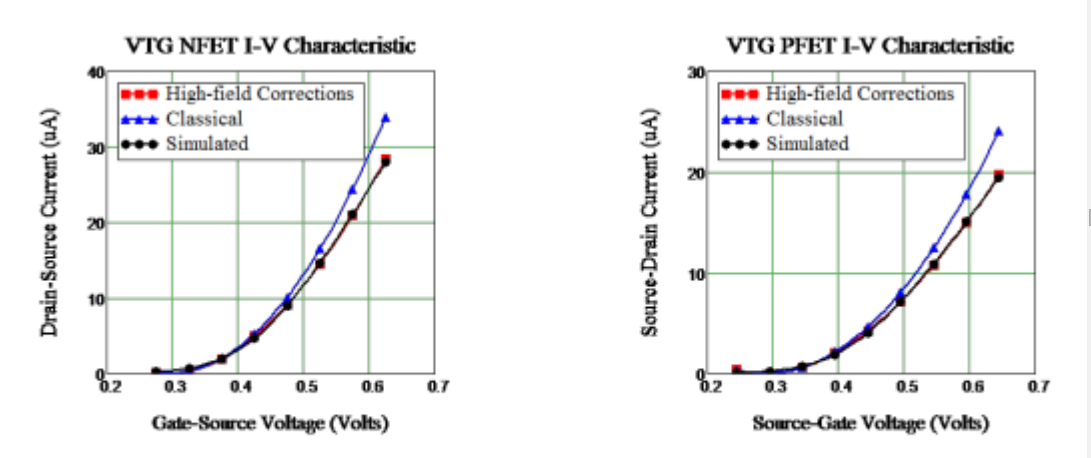 VTG NFET I-V Characteristic
40
30
20
10
0
High-field Corrections
Classical
Simulated
Drain-Source Current (uA)
0.2 0.3 0.4 0.5 0.6 0.7
Gate-Source Voltage (Volts)
VTG PFET I-V Characteristic
30
20
10
0
High-field Corrections
Classical
Simulated
Source-Drain Current (uA)
0.2 0.3 0.4 0.5 0.6 0.7
Source-Gate Voltage (Volts)